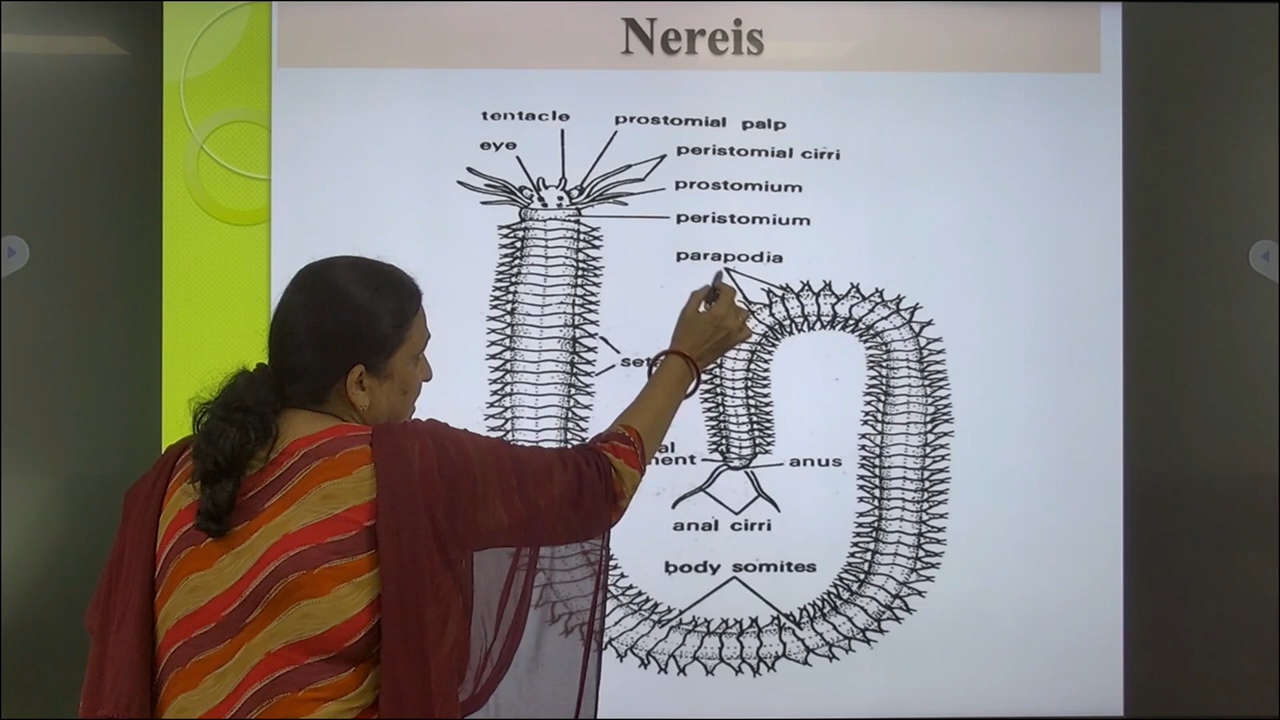 Nereis
tentacle
prostomial palp
eye
peristomial cirri
prostomium
peristomium
parapodia
anus
anal cirri
body somites